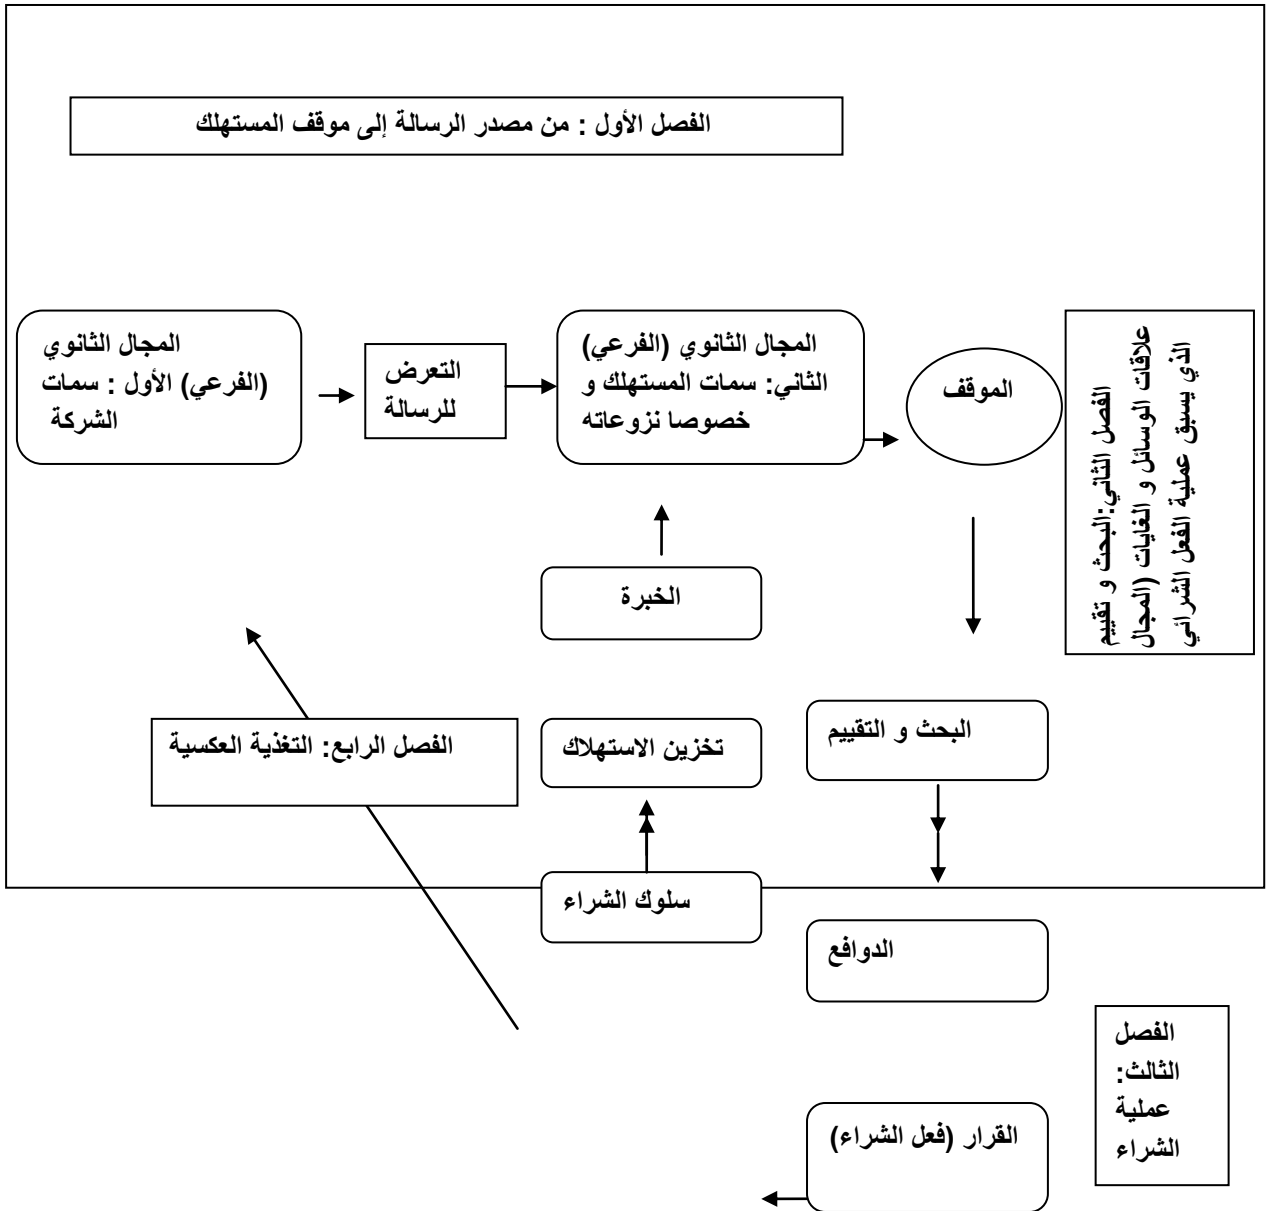 الفصل الأول : من مصدر الرسالة إلى موقف المستهلك
المجال الثانوي
(الفرعي) الأول : سمات
الشركة
التعرض
للرسالة
المجال الثانوي (الفرعي)
الثاني: سمات المستهلك و
خصوصا نزوعاته
الموقف
الفصل الثاني:البحث و تقييم
علاقات الوسائل و الغايات (المجال
الذي يسبق عملية الفعل الشرائي
الخبرة
الفصل الرابع: التغذية العكسية
تخزين الاستهلاك
البحث و التقييم
سلوك الشراء
الدوافع
الفصل
الثالث:
عملية
الشراء
القرار (فعل الشراء)